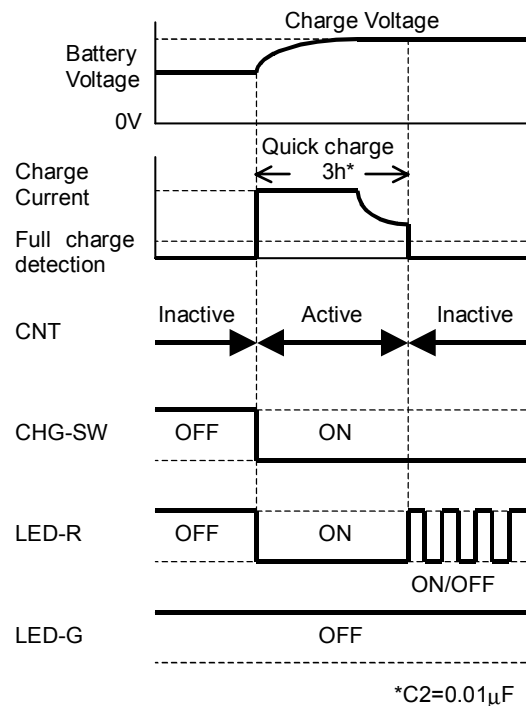 Charge Voltage
Battery
Voltage
0V
Quick charge
3h*
Charge
Current
Full charge
detection
Inactive
Active
Inactive
CNT
CHG-SW
OFF
ON
LED-R
OFF
ON
ON/OFF
LED-G
OFF
*C2=0.01μF